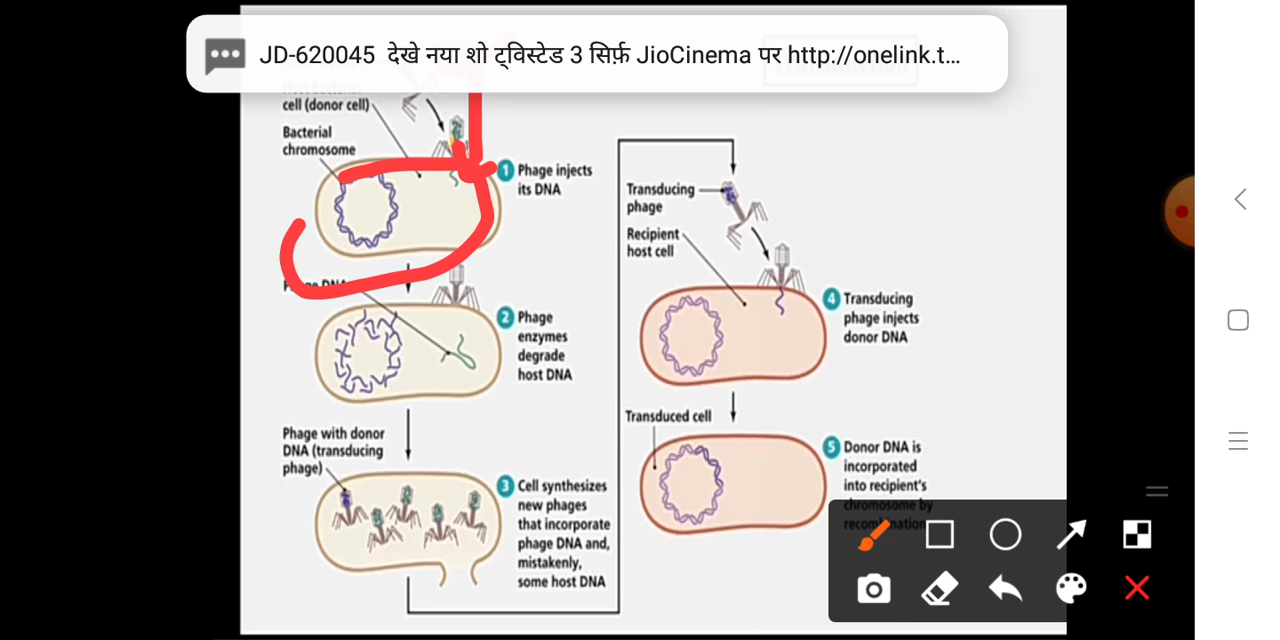 JD-620045 देखे नया शो ट्विस्टेड 3 सिर्फ़ JioCinema पर http://onelink.t...
cell (donor cell)
Bacterial
chromosome
1 Phage injects
its DNA
2 Phage
enzymes
degrade
host DNA
Phage with donor
DNA (transducing
phage)
3 Cell synthesizes
new phages
that incorporate
phage DNA and,
mistakenly,
some host DNA
Transducing
phage
Recipient
host cell
4 Transducing
phage injects
donor DNA
Transduced cell
5 Donor DNA is
incorporated
into recipient's
chromosome by
recombination